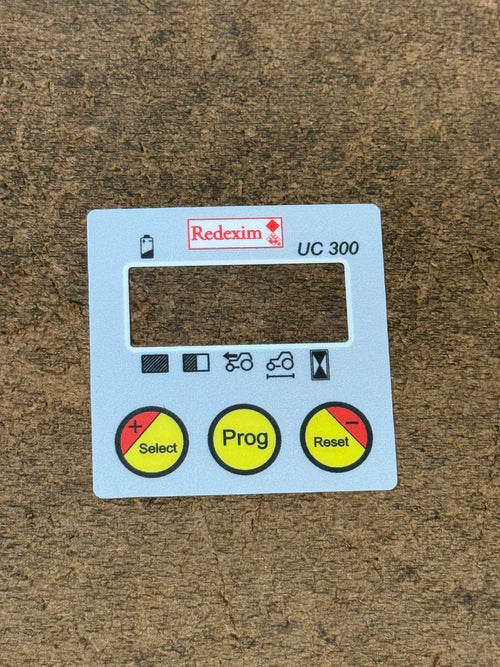 Redexim
UC 300
+
Select
Prog
−
Reset